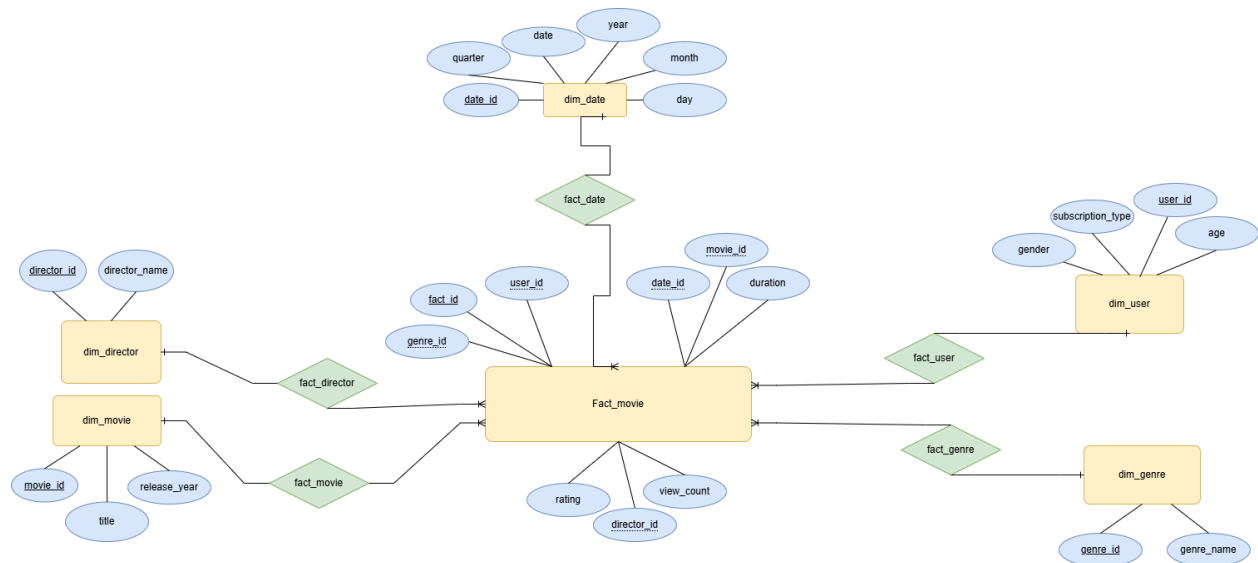 year
date
quarter
month
date_id
dim_date
day
fact_date
user_id
subscription_type
gender
age
dim_user
director_id
director_name
dim_director
movie_id
user_id
date_id
duration
fact_id
genre_id
fact_user
fact_director
Fact_movie
dim_movie
fact_genre
dim_genre
fact_movie
movie_id
release_year
title
rating
view_count
director_id
genre_id
genre_name